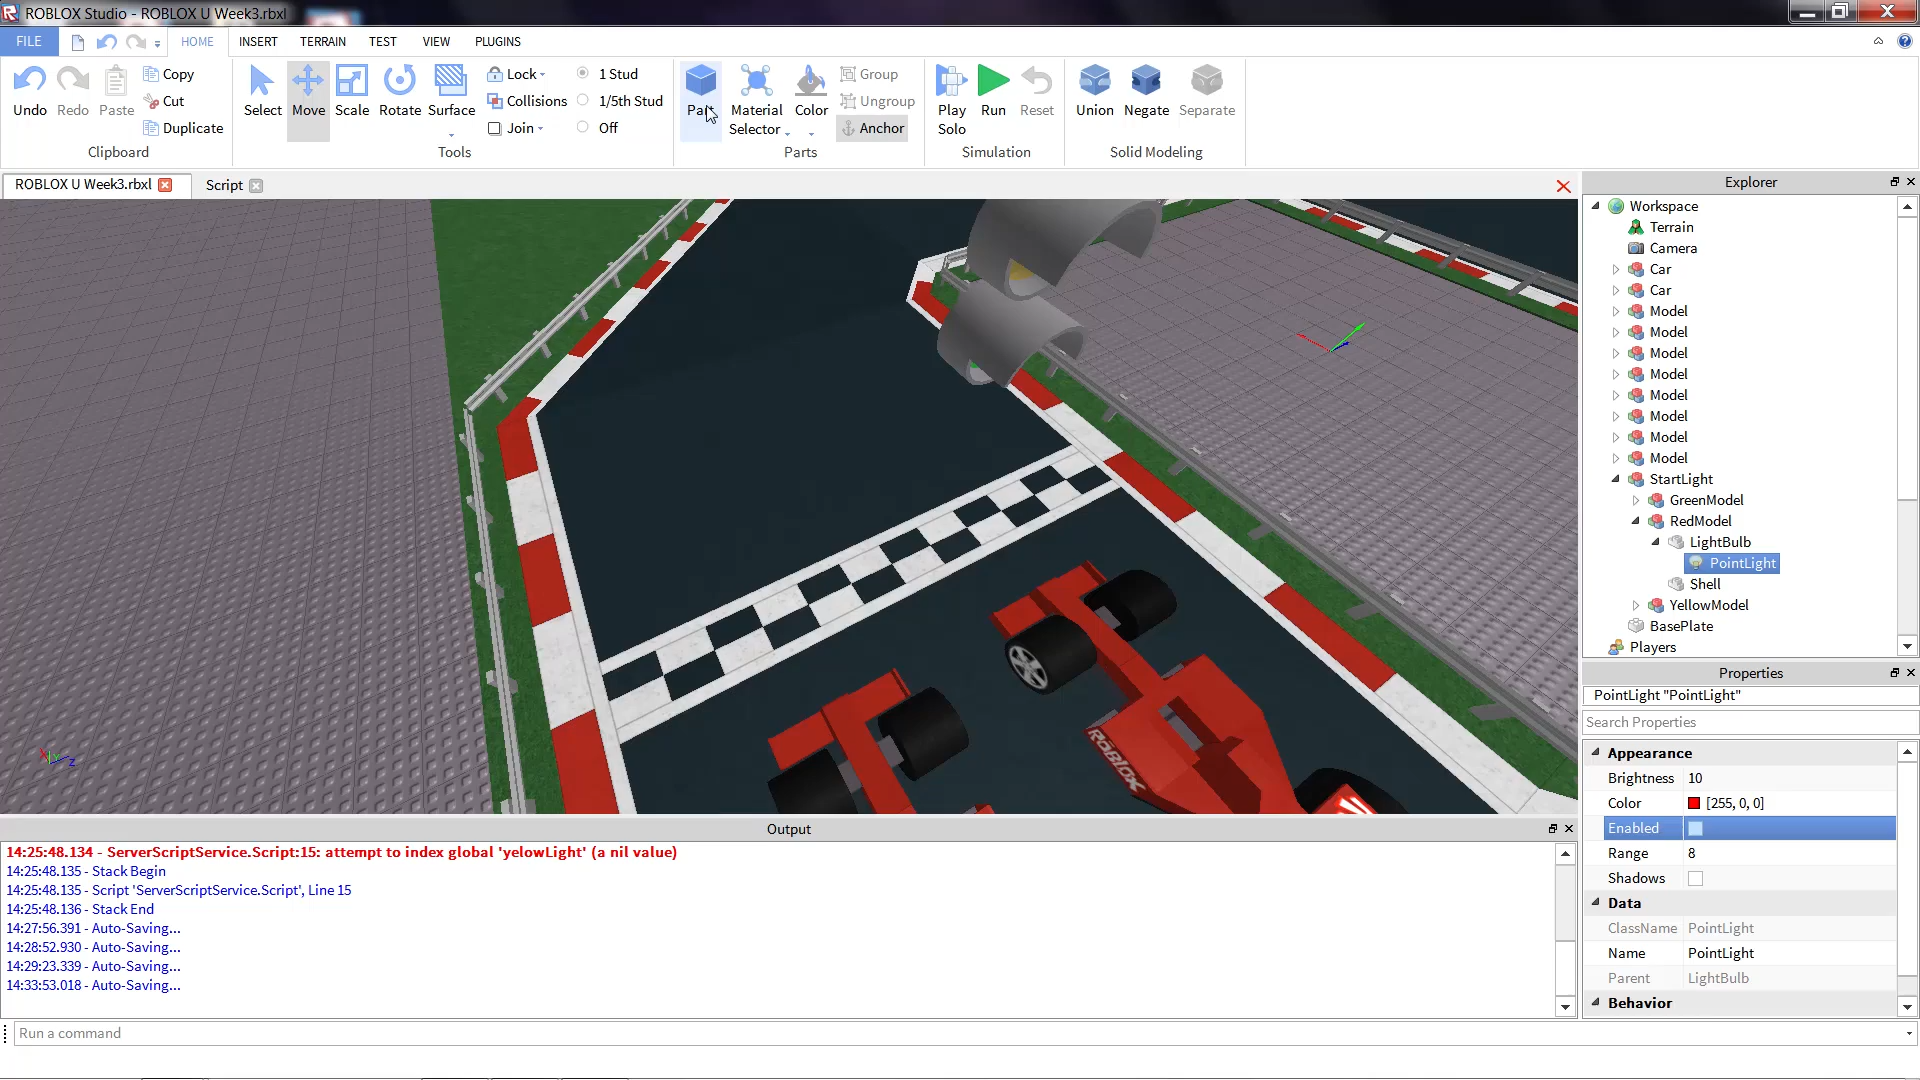 ROBLOX Studio - ROBLOX U Week3.rbxl
FILE
HOME
INSERT
TERRAIN
TEST
VIEW
PLUGINS
Undo
Redo
Paste
Copy
Cut
Duplicate
Clipboard
Select
Move
Scale
Rotate
Surface
Lock
Collisions
Join
1 Stud
1/5th Stud
Off
Tools
Part
Material
Selector
Color
Group
Ungroup
Anchor
Parts
Play
Solo
Run
Reset
Simulation
Union
Negate
Separate
Solid Modeling
ROBLOX U Week3.rbxl
Script
Explorer
Workspace
Terrain
Camera
Car
Car
Model
Model
Model
Model
Model
Model
Model
Model
StartLight
GreenModel
RedModel
LightBulb
PointLight
Shell
YellowModel
BasePlate
Players
ROBLOX
X
Y
Z
Properties
PointLight "PointLight"
Search Properties
Appearance
Brightness 10
Color [255, 0, 0]
Enabled
Range 8
Shadows
Data
ClassName PointLight
Name PointLight
Parent LightBulb
Behavior
Output
14:25:48.134 - ServerScriptService.Script:15: attempt to index global 'yelowLight' (a nil value)
14:25:48.135 - Stack Begin
14:25:48.135 - Script 'ServerScriptService.Script', Line 15
14:25:48.136 - Stack End
14:27:56.391 - Auto-Saving...
14:28:52.930 - Auto-Saving...
14:29:23.339 - Auto-Saving...
14:33:53.018 - Auto-Saving...
Run a command